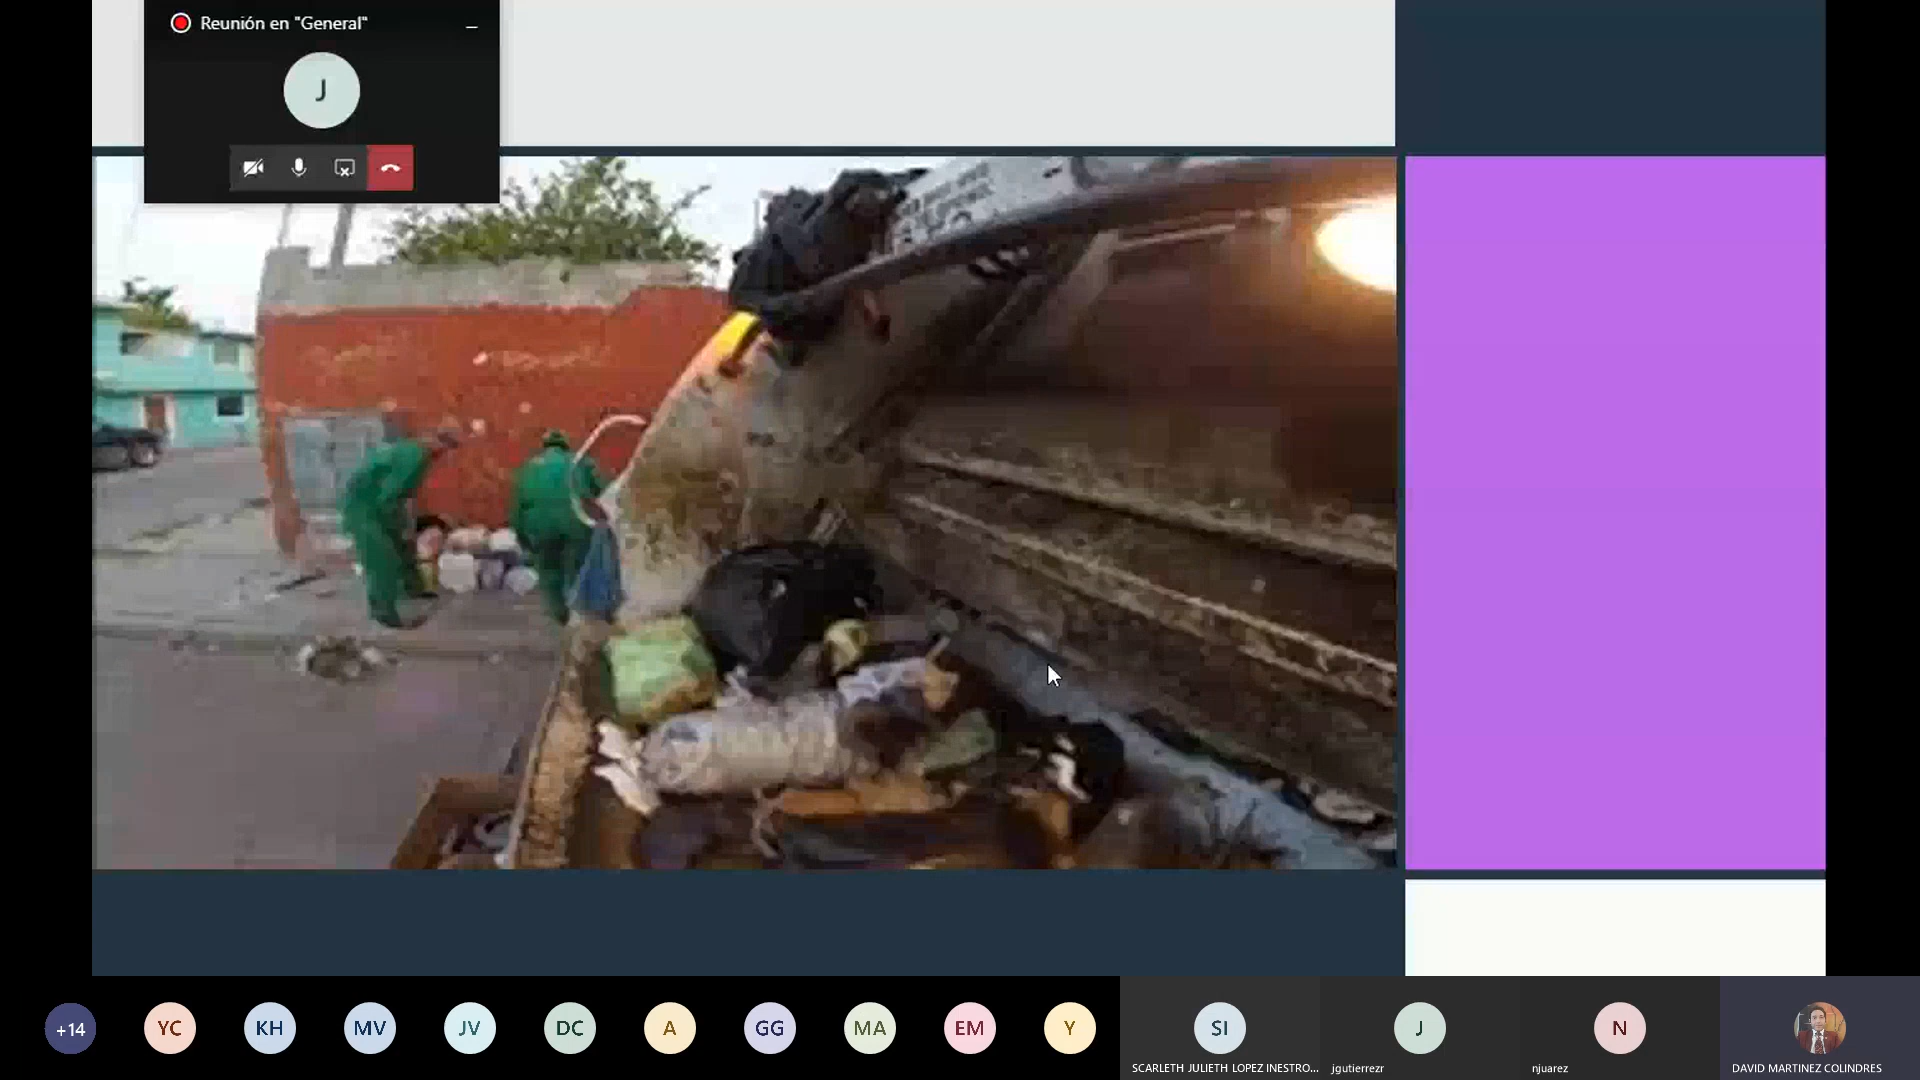 Reunión en "General"
J
+14
YC
KH
MV
JV
DC
A
GG
MA
EM
Y
SI
J
N
SCARLETH JULIETH LOPEZ INESTRO...
jgutierrezr
njuarez
DAVID MARTINEZ COLINDRES